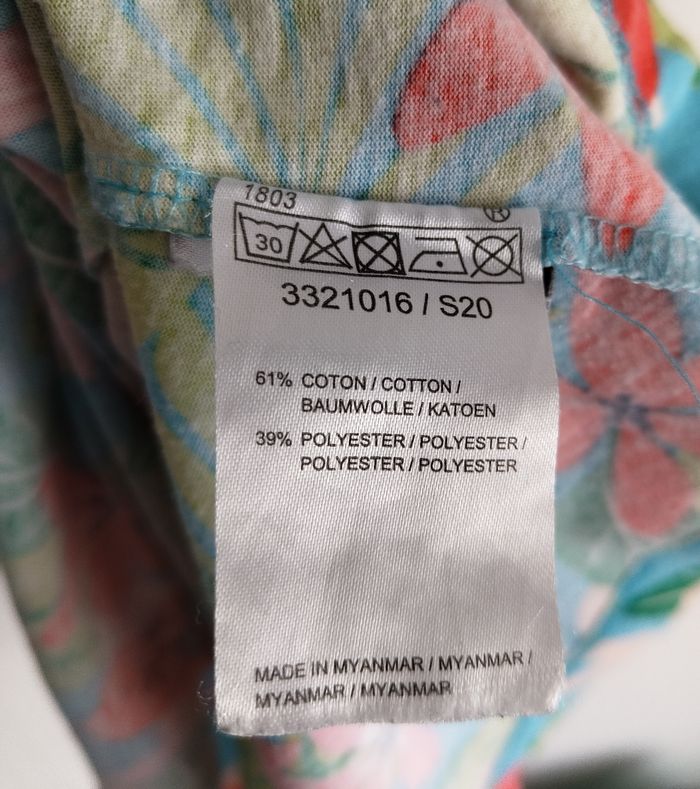 1803
®
30
3321016 / S20
61% COTON / COTTON /
BAUMWOLLE / KATOEN
39% POLYESTER / POLYESTER /
POLYESTER / POLYESTER
MADE IN MYANMAR / MYANMAR /
MYANMAR / MYANMAR